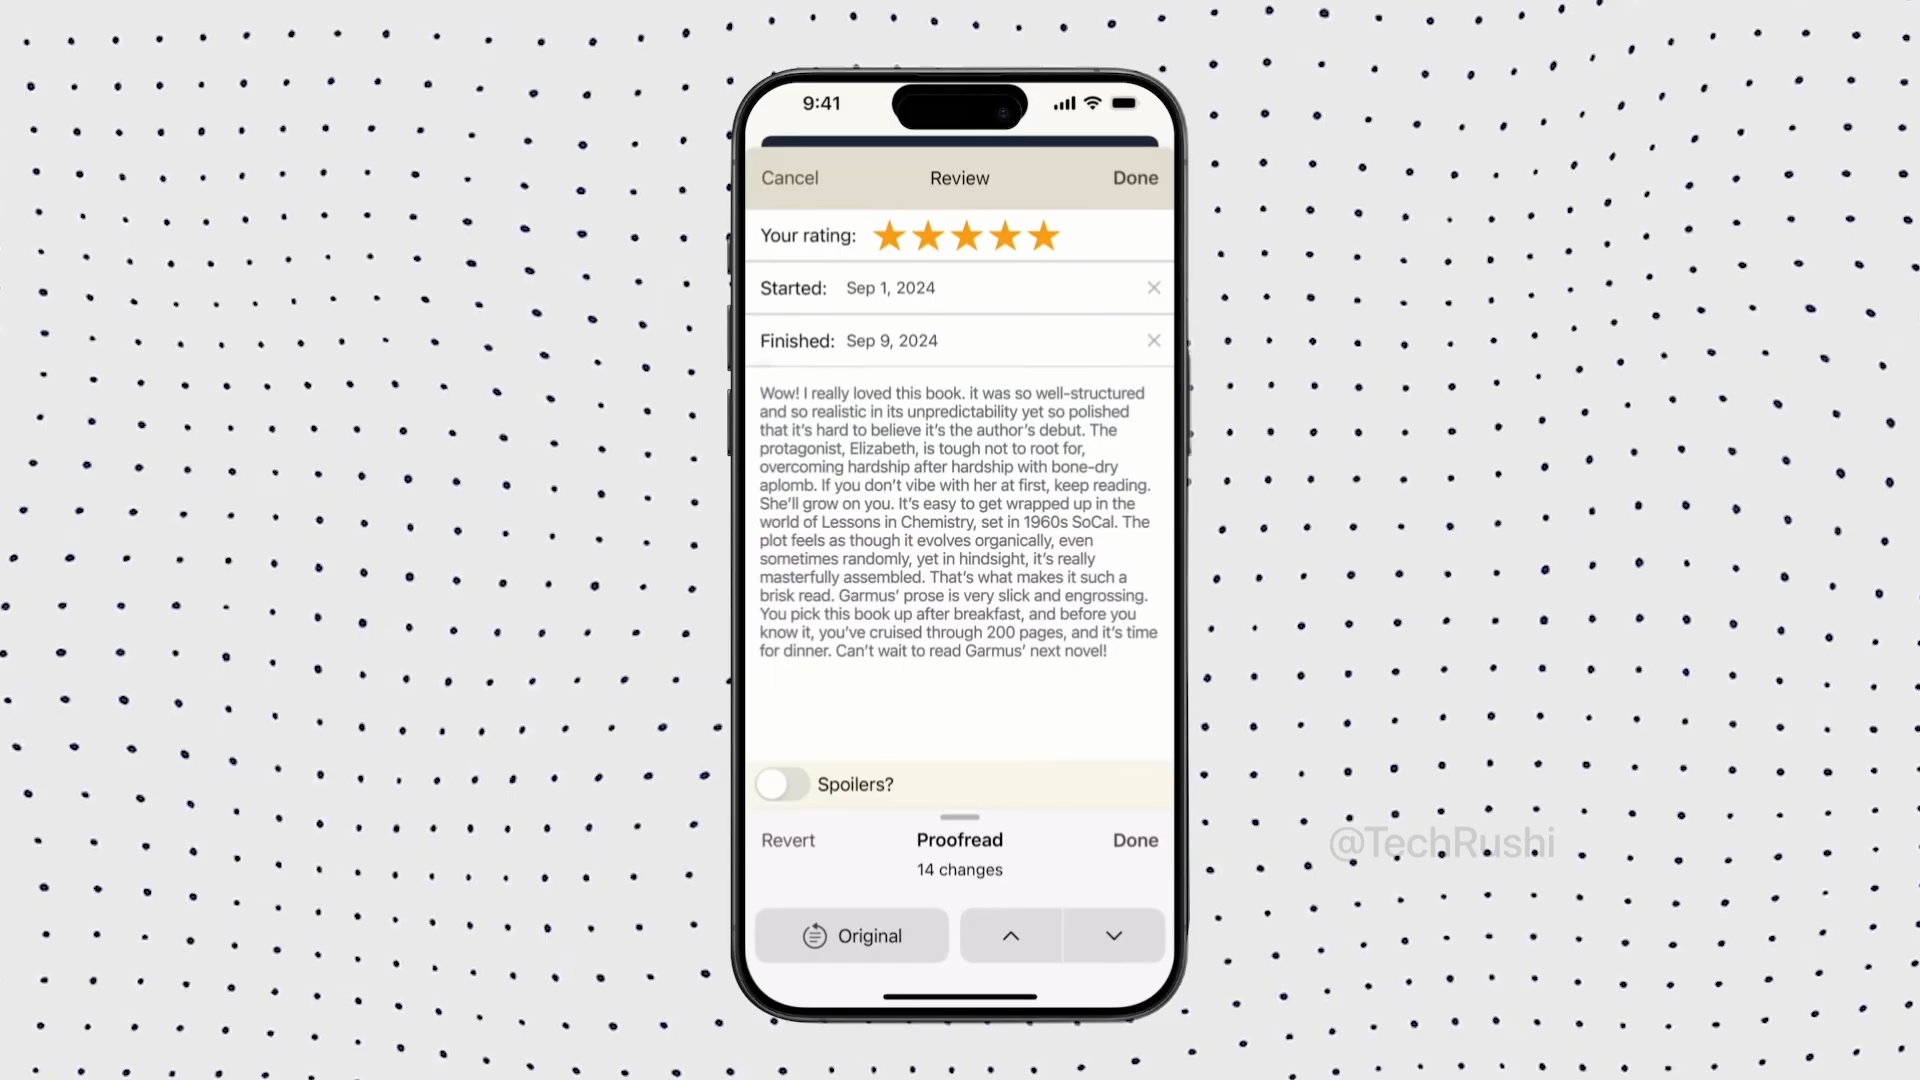 9:41
Cancel Review Done
Your rating:
Started: Sep 1, 2024
Finished: Sep 9, 2024
Wow! I really loved this book. it was so well-structured
and so realistic in its unpredictability yet so polished
that it's hard to believe it's the author's debut. The
protagonist, Elizabeth, is tough not to root for,
overcoming hardship after hardship with bone-dry
aplomb. If you don't vibe with her at first, keep reading.
She'll grow on you. It's easy to get wrapped up in the
world of Lessons in Chemistry, set in 1960s SoCal. The
plot feels as though it evolves organically, even
sometimes randomly, yet in hindsight, it's really
masterfully assembled. That's what makes it such a
brisk read. Garmus' prose is very slick and engrossing.
You pick this book up after breakfast, and before you
know it, you've cruised through 200 pages, and it's time
for dinner. Can't wait to read Garmus' next novel!
Spoilers?
Revert Proofread Done
14 changes
Original
@TechRushi